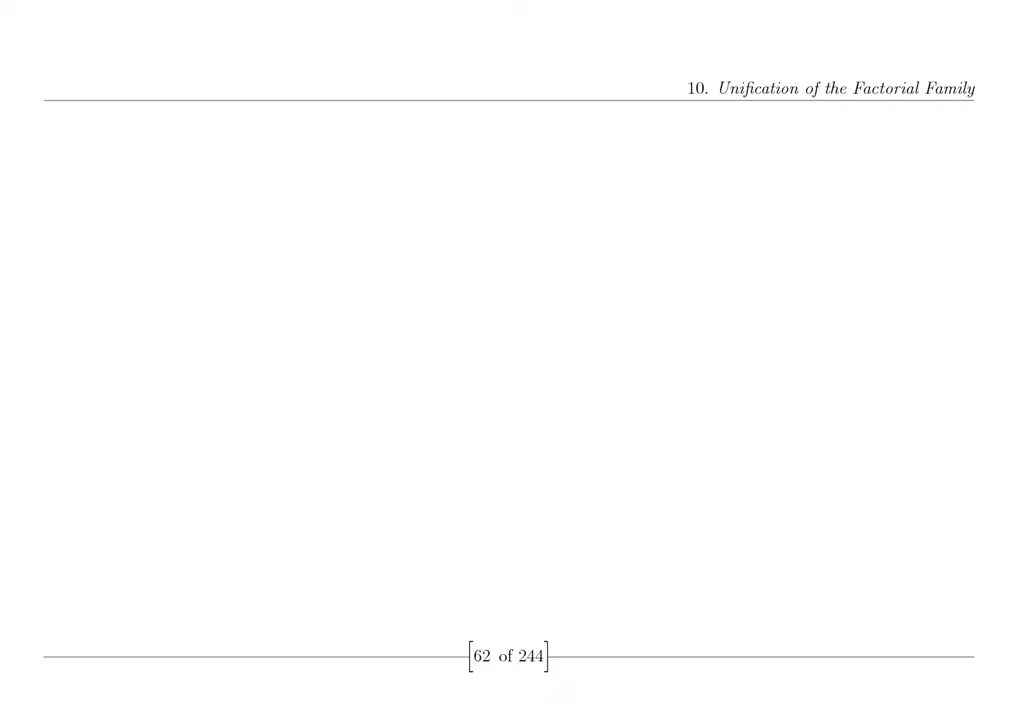 10. Unification of the Factorial Family
[62 of 244]